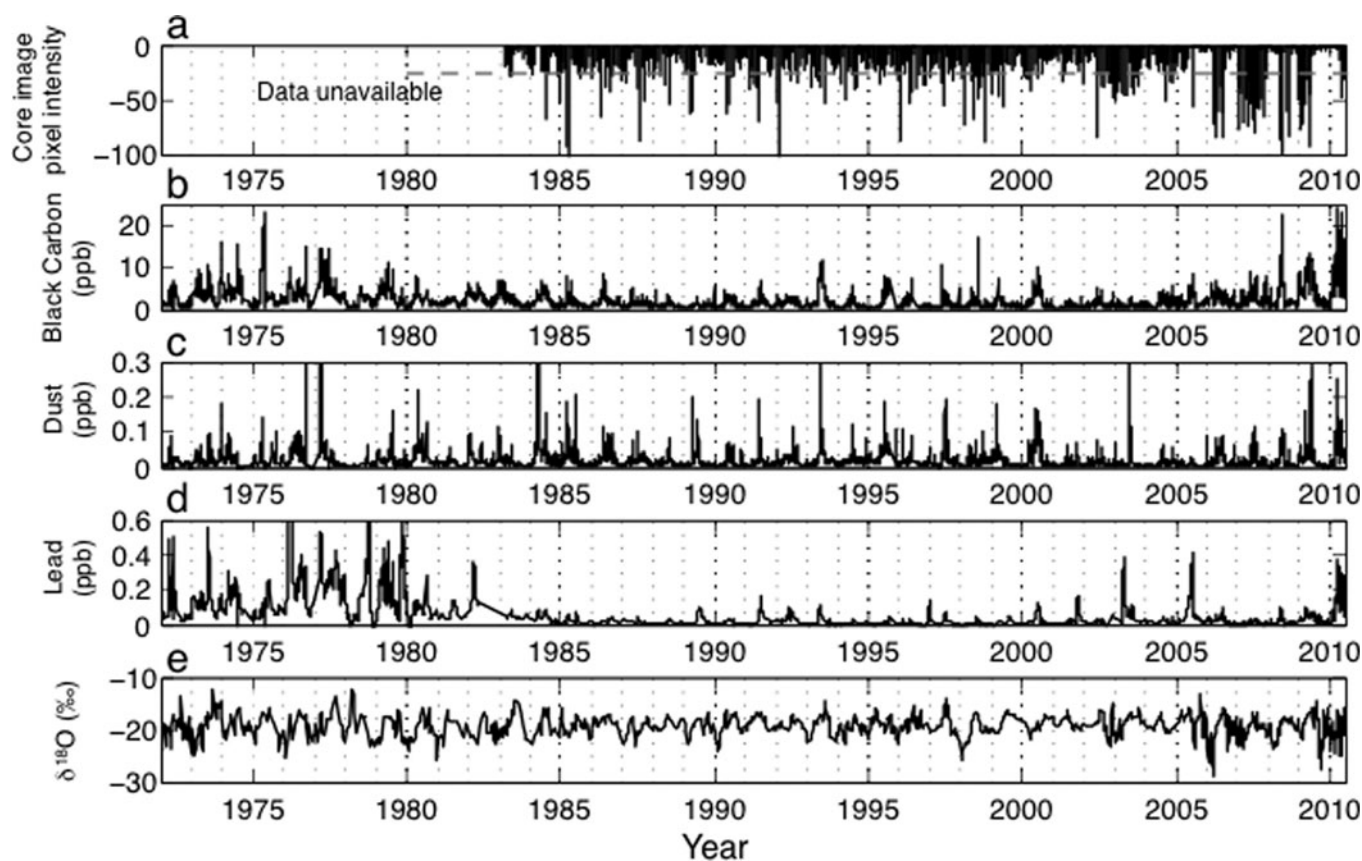 a
Core image
pixel intensity
0
−50
−100
Data unavailable
1975 1980 1985 1990 1995 2000 2005 2010
b
Black Carbon
(ppb)
20
10
0
1975 1980 1985 1990 1995 2000 2005 2010
c
Dust
(ppb)
0.3
0.2
0.1
0
1975 1980 1985 1990 1995 2000 2005 2010
d
Lead
(ppb)
0.6
0.4
0.2
0
1975 1980 1985 1990 1995 2000 2005 2010
e
δ ¹⁸O (‰)
−10
−20
−30
1975 1980 1985 1990 1995 2000 2005 2010
Year